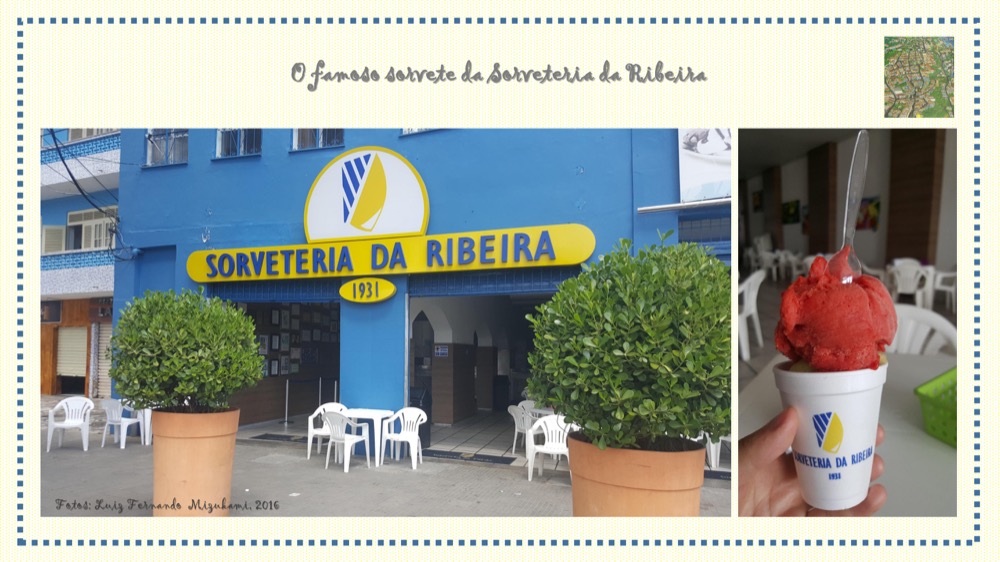 O famoso sorvete da Sorveteria da Ribeira
SORVETERIA DA RIBEIRA
1931
SORVETERIA DA RIBEIRA
1931
Fotos: Luiz Fernando Mizukami, 2016